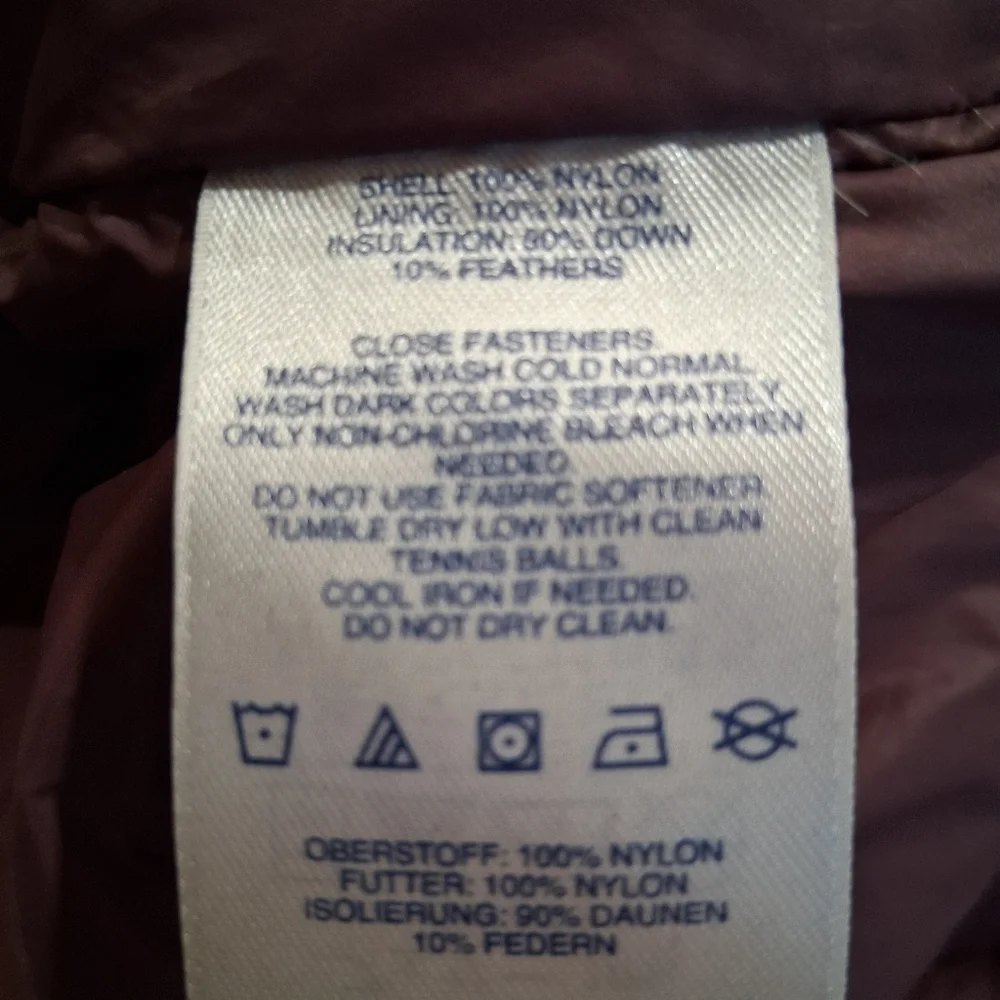 SHELL: 100% NYLON
LINING: 100% NYLON
INSULATION: 90% DOWN
10% FEATHERS
CLOSE FASTENERS.
MACHINE WASH COLD NORMAL.
WASH DARK COLORS SEPARATELY.
ONLY NON-CHLORINE BLEACH WHEN
NEEDED.
DO NOT USE FABRIC SOFTENER.
TUMBLE DRY LOW WITH CLEAN
TENNIS BALLS.
COOL IRON IF NEEDED.
DO NOT DRY CLEAN.
OBERSTOFF: 100% NYLON
FUTTER: 100% NYLON
ISOLIERUNG: 90% DAUNEN
10% FEDERN